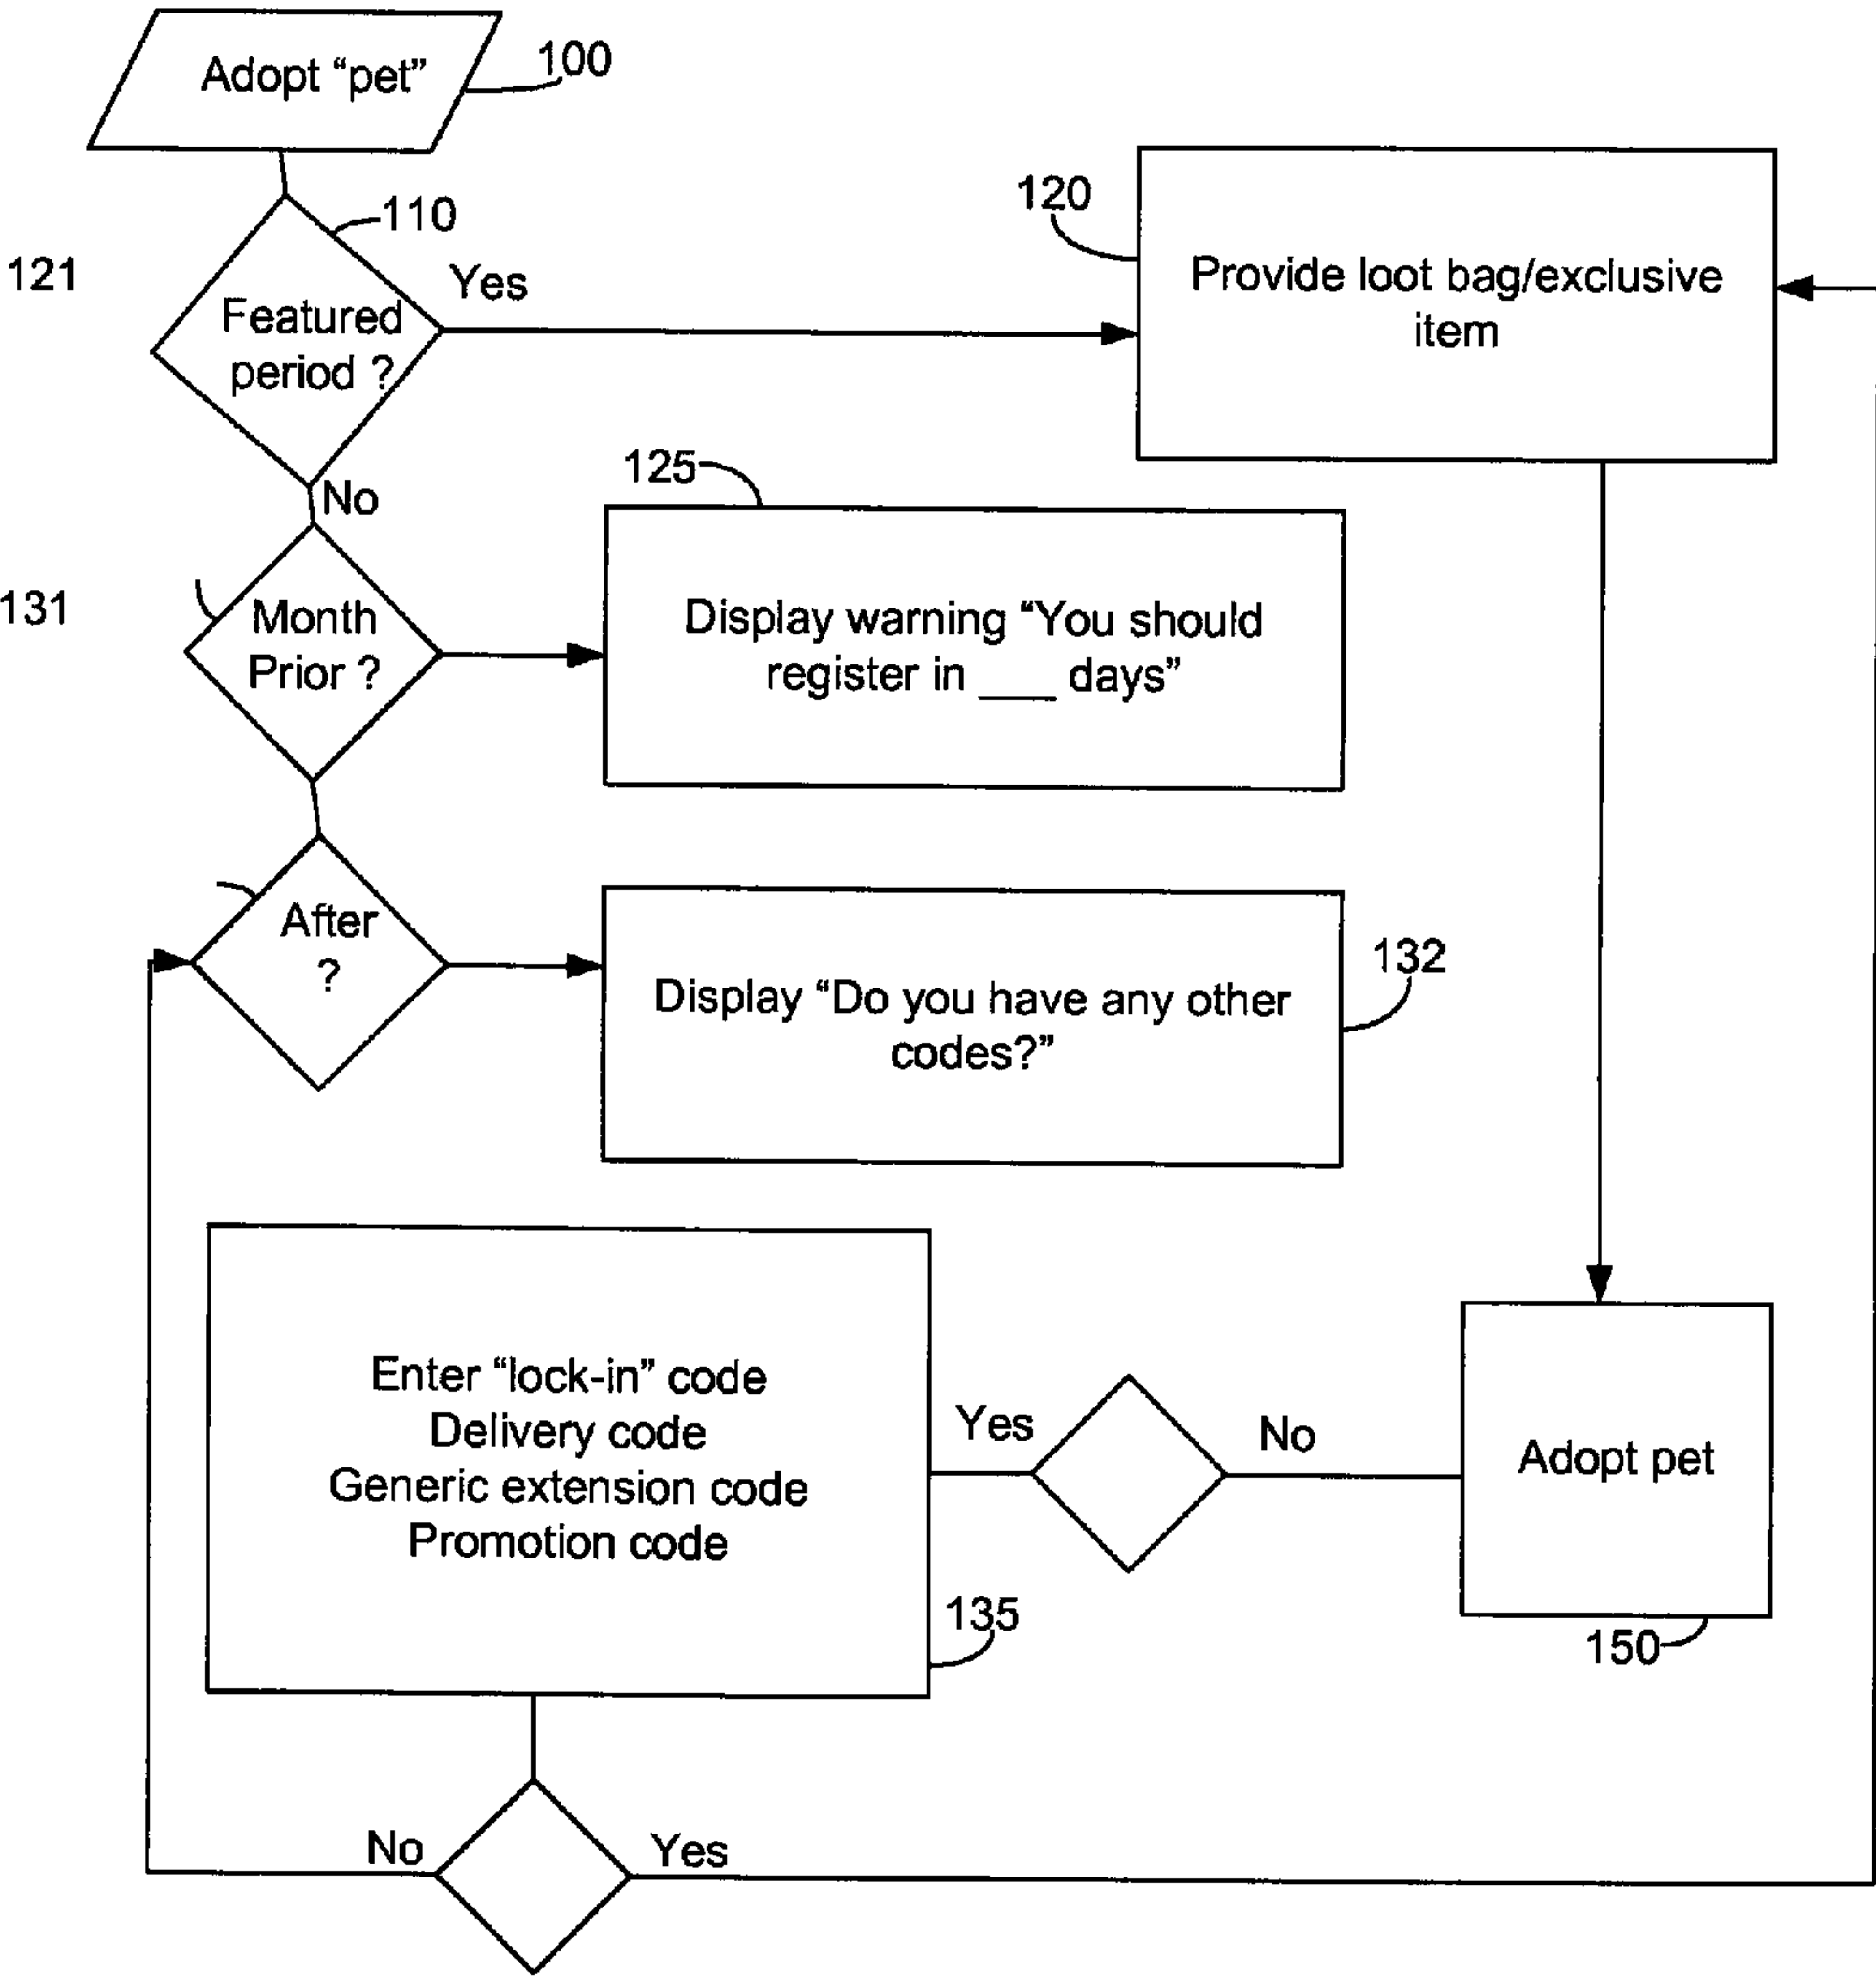 Adopt “pet”
100
110
121
Yes
Featured
period ?
No
120
Provide loot bag/exclusive
item
125
131
Month
Prior ?
Display warning “You should
register in ____ days”
After
?
132
Display “Do you have any other
codes?”
Enter “lock-in” code
Delivery code
Generic extension code
Promotion code
135
Yes
No
Adopt pet
150
No
Yes